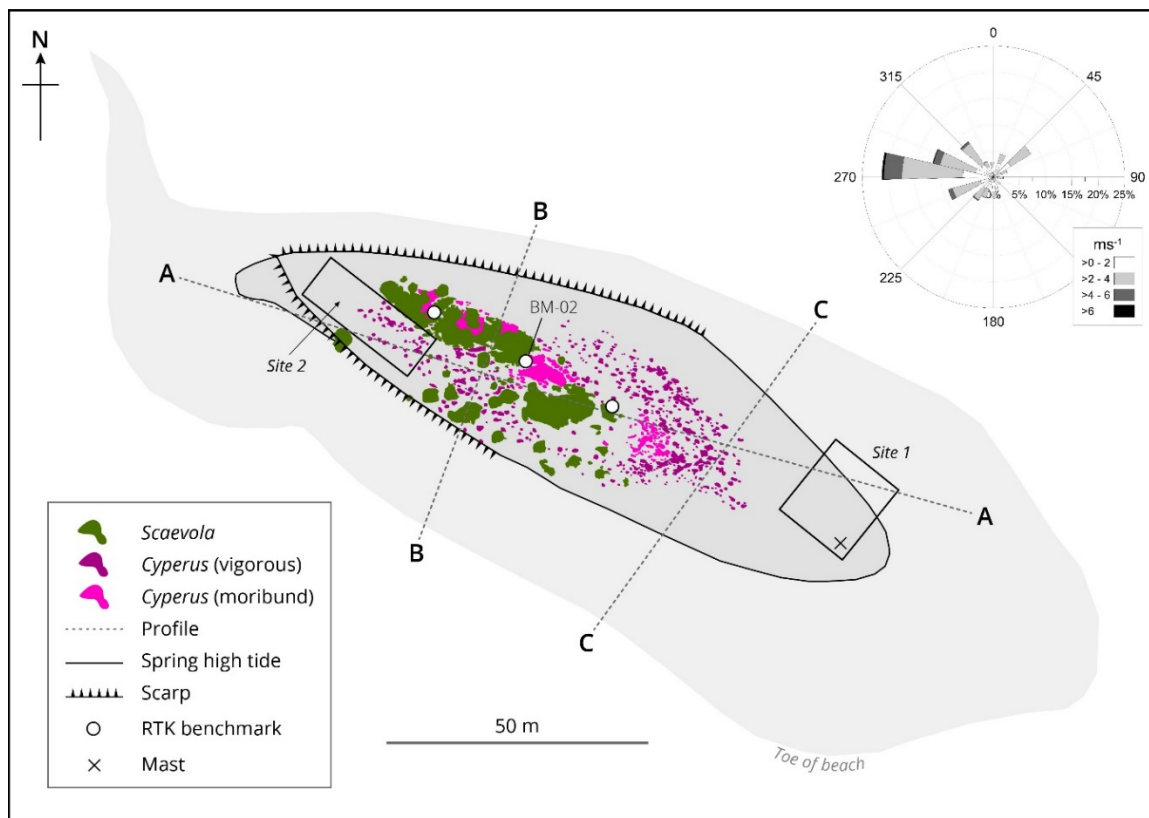 N
0
315
45
270
90
0%
5%
10%
15%
20%
25%
225
180
ms⁻¹
>0 - 2
>2 - 4
>4 - 6
>6
B
A
BM-02
C
Site 2
Site 1
A
B
C
Scaevola
Cyperus (vigorous)
Cyperus (moribund)
Profile
Spring high tide
Scarp
RTK benchmark
Mast
50 m
Toe of beach